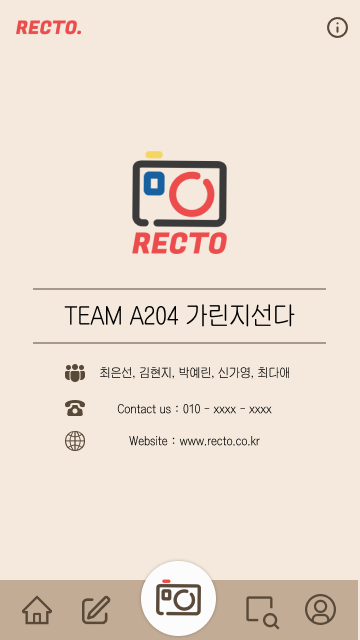 RECTO.
RECTO
TEAM A204 가린지선다
최은선, 김현지, 박예린, 신가영, 최다애
Contact us : 010 - xxxx - xxxx
Website : www.recto.co.kr